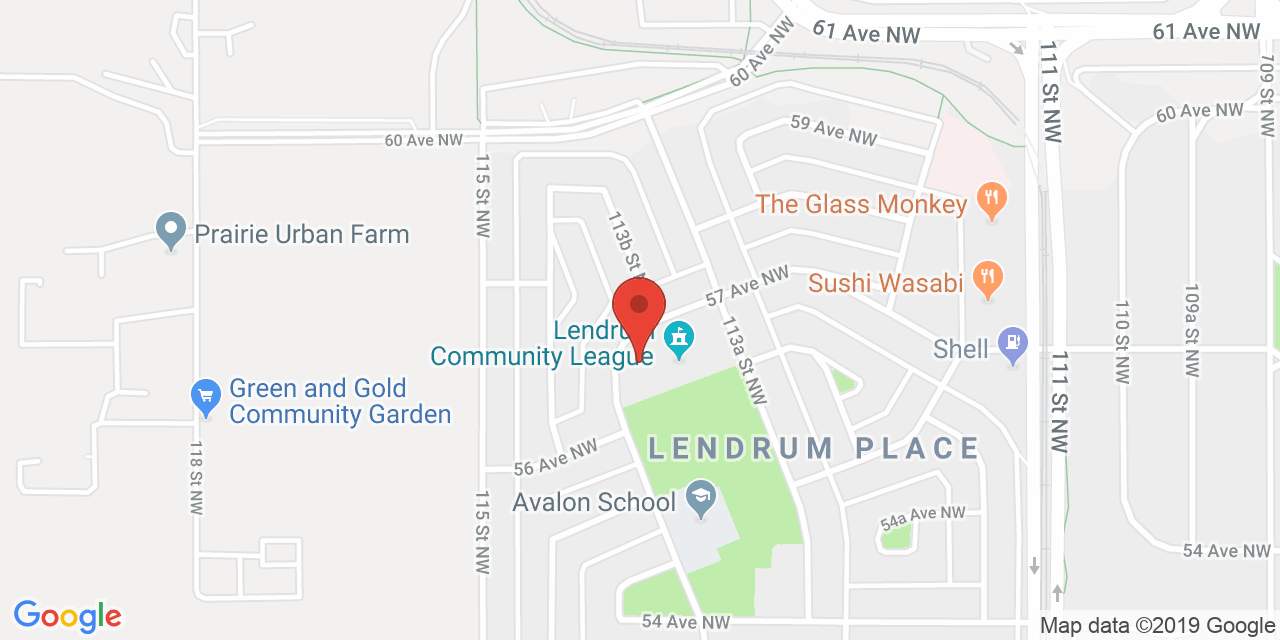 61 Ave NW
61 Ave NW
60 Ave NW
111 St NW
709 St NW
60 Ave NW
59 Ave NW
60 Ave NW
115 St NW
The Glass Monkey
113b St N
Prairie Urban Farm
57 Ave NW
Sushi Wasabi
Lendrum
Community League
113a St NW
Shell
110 St NW
109a St NW
111 St NW
Green and Gold
Community Garden
LENDRUM PLACE
56 Ave NW
118 St NW
Avalon School
115 St NW
54a Ave NW
54 Ave NW
54 Ave NW
Google
Map data ©2019 Google